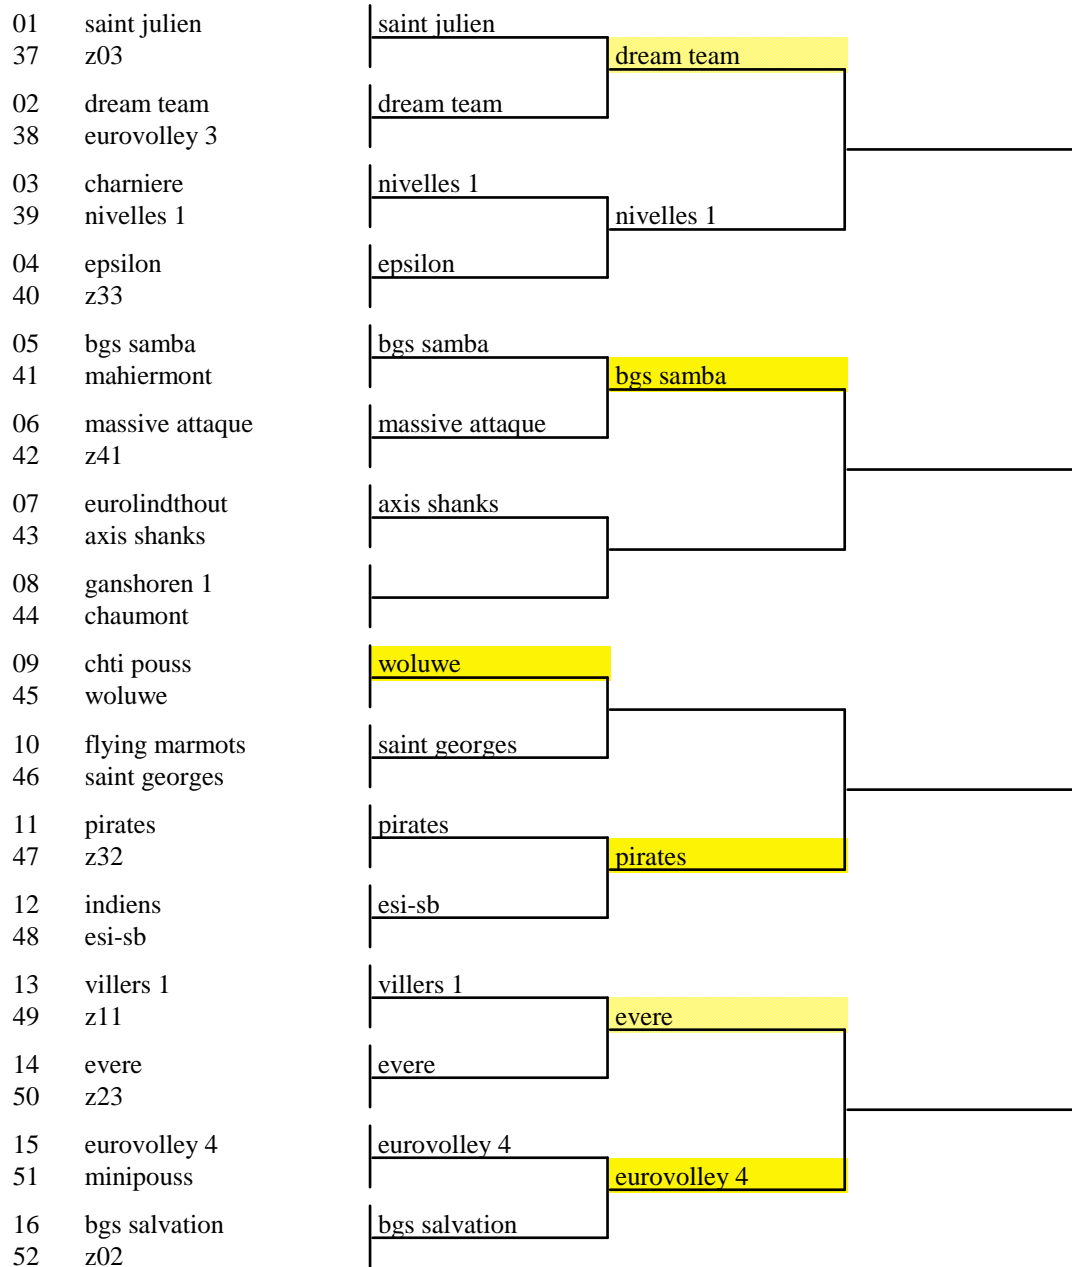 01 saint julien saint julien
37 z03 dream team
02 dream team dream team
38 eurovolley 3
03 charniere nivelles 1
39 nivelles 1 nivelles 1
04 epsilon epsilon
40 z33
05 bgs samba bgs samba
41 mahiermont bgs samba
06 massive attaque massive attaque
42 z41
07 eurolindthout axis shanks
43 axis shanks
08 ganshoren 1
44 chaumont
09 chti pouss woluwe
45 woluwe
10 flying marmots saint georges
46 saint georges
11 pirates pirates
47 z32 pirates
12 indiens esi-sb
48 esi-sb
13 villers 1 villers 1
49 z11 evere
14 evere evere
50 z23
15 eurovolley 4 eurovolley 4
51 minipouss eurovolley 4
16 bgs salvation bgs salvation
52 z02